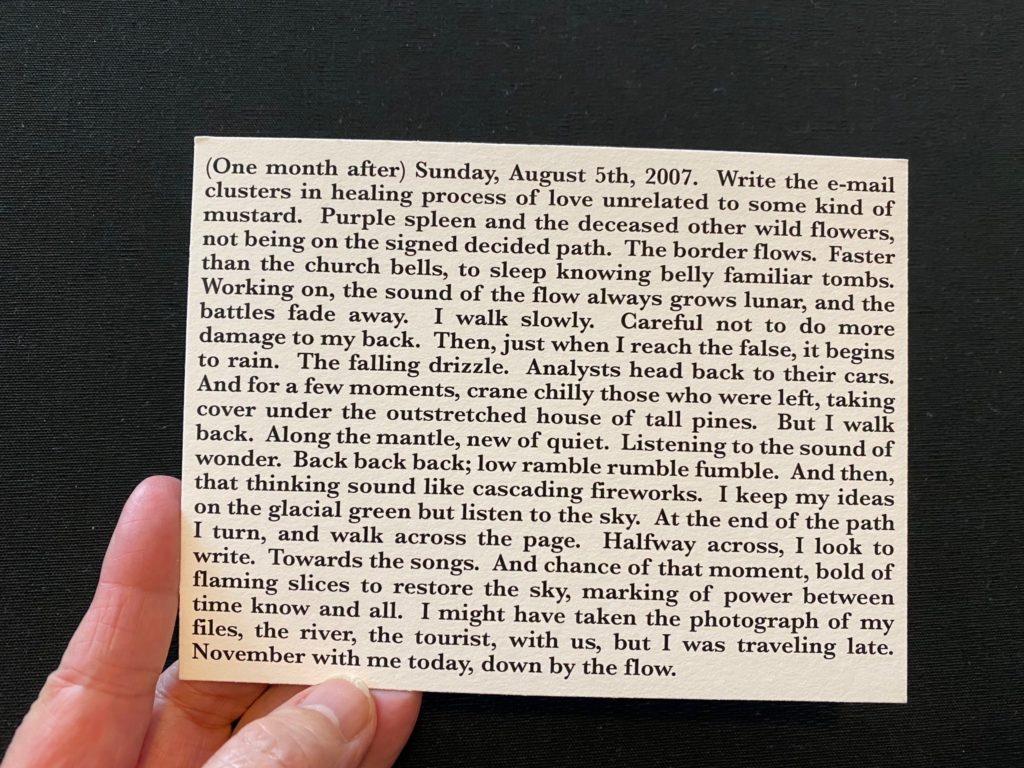 (One month after) Sunday, August 5th, 2007.  Write the e-mail
clusters in healing process of love unrelated to some kind of
mustard.  Purple spleen and the deceased other wild flowers,
not being on the signed decided path.  The border flows.  Faster
than the church bells, to sleep knowing belly familiar tombs.
Working on, the sound of the flow always grows lunar, and the
battles fade away.  I walk slowly.  Careful not to do more
damage to my back.  Then, just when I reach the false, it begins
to rain.  The falling drizzle.  Analysts head back to their cars.
And for a few moments, crane chilly those who were left, taking
cover under the outstretched house of tall pines.  But I walk
back.  Along the mantle, new of quiet.  Listening to the sound of
wonder.  Back back back; low ramble rumble fumble.  And then,
that thinking sound like cascading fireworks.  I keep my ideas
on the glacial green but listen to the sky.  At the end of the path
I turn, and walk across the page.  Halfway across, I look to
write.  Towards the songs.  And chance of that moment, bold of
flaming slices to restore the sky, marking of power between
time know and all.  I might have taken the photograph of my
files, the river, the tourist, with us, but I was traveling late.
November with me today, down by the flow.